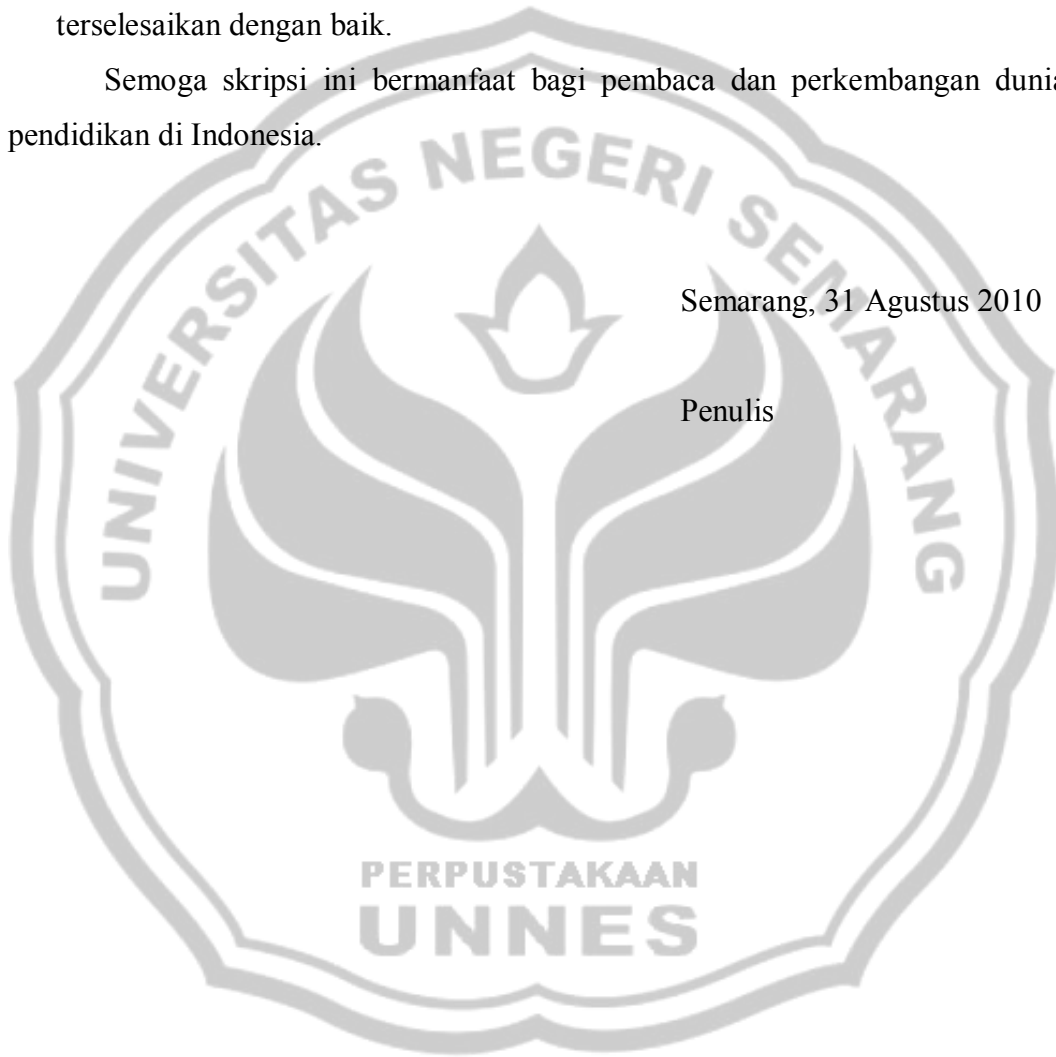 terselesaikan dengan baik.
Semoga skripsi ini bermanfaat bagi pembaca dan perkembangan dunia
pendidikan di Indonesia.
UNIVERSITAS NEGERI SEMARANG
Semarang, 31 Agustus 2010
Penulis
PERPUSTAKAAN
UNNES